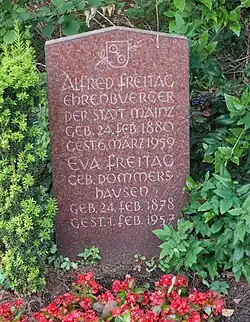 ALFRED FREITAG
EHRENBUERGER
DER STADT MAINZ
GEB. 24. FEB. 1880
GEST. 6. MÄRZ 1959
EVA FREITAG
GEB. DOMMERS-
HAUSEN
GEB. 24. FEB. 1878
GEST. 1. FEB. 1957